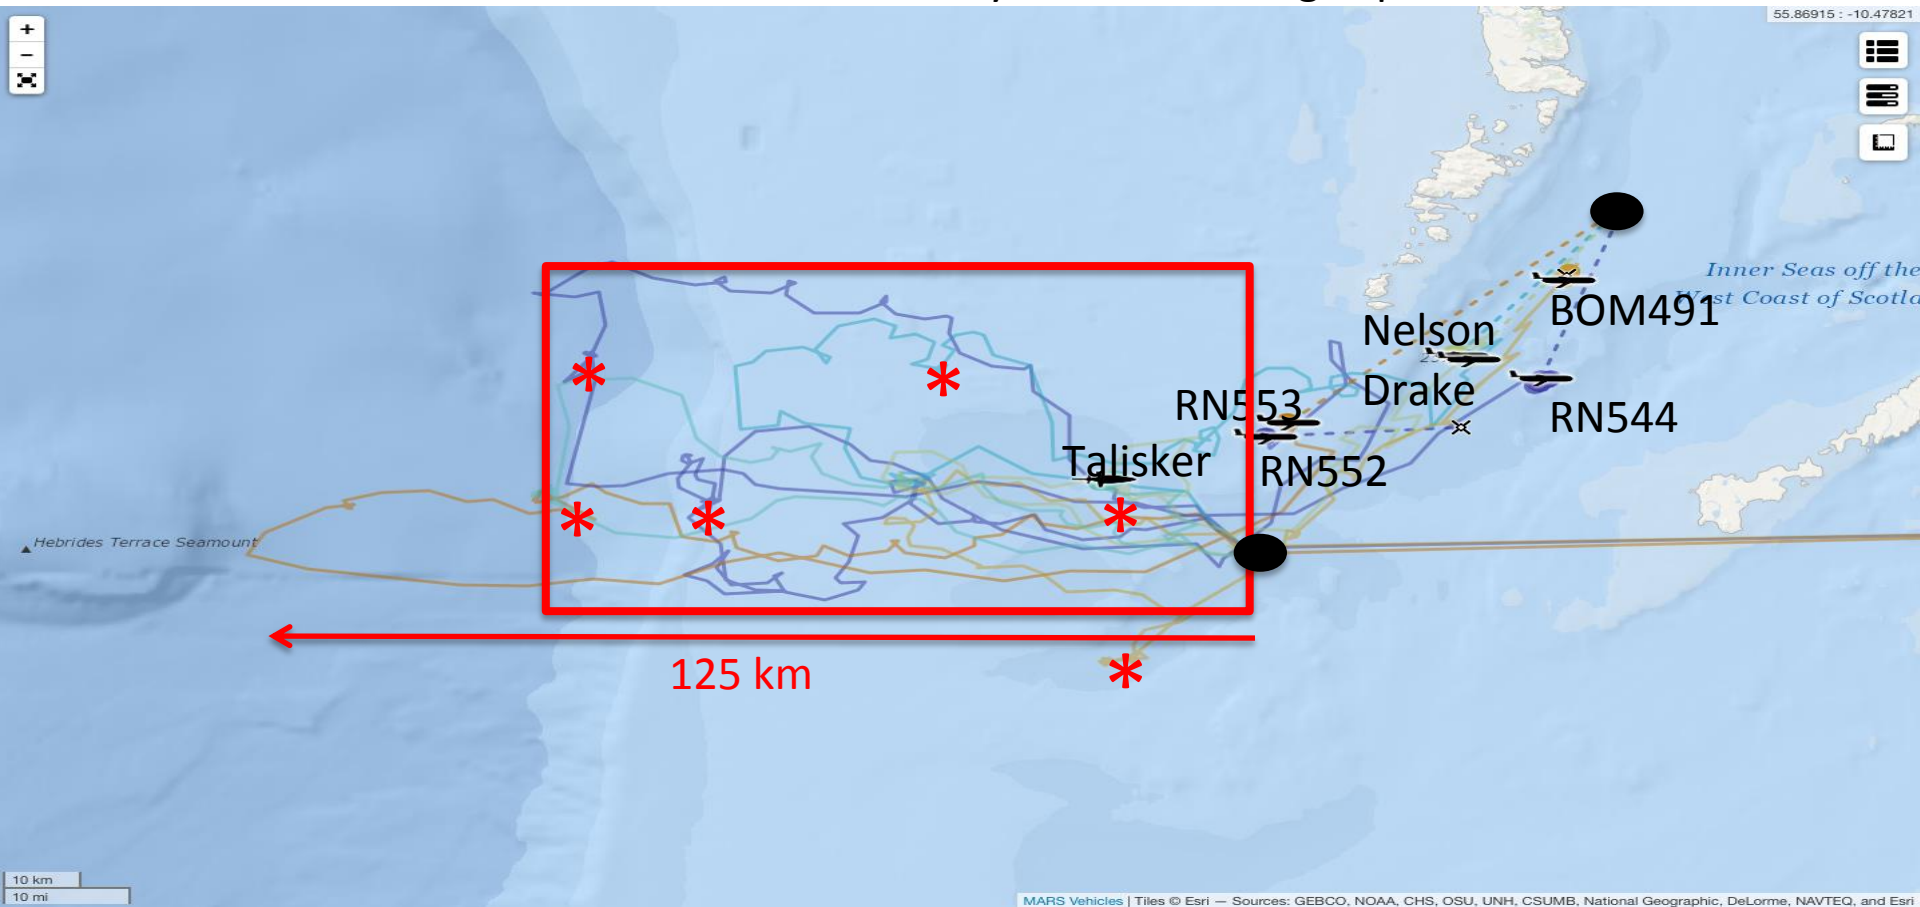 55.86915 : -10.47821
+
−
Inner Seas off the
West Coast of Scotla
BOM491
Nelson
Drake
RN553
RN544
Talisker
RN552
Hebrides Terrace Seamount
125 km
10 km
10 mi
MARS Vehicles | Tiles © Esri — Sources: GEBCO, NOAA, CHS, OSU, UNH, CSUMB, National Geographic, DeLorme, NAVTEQ, and Esri